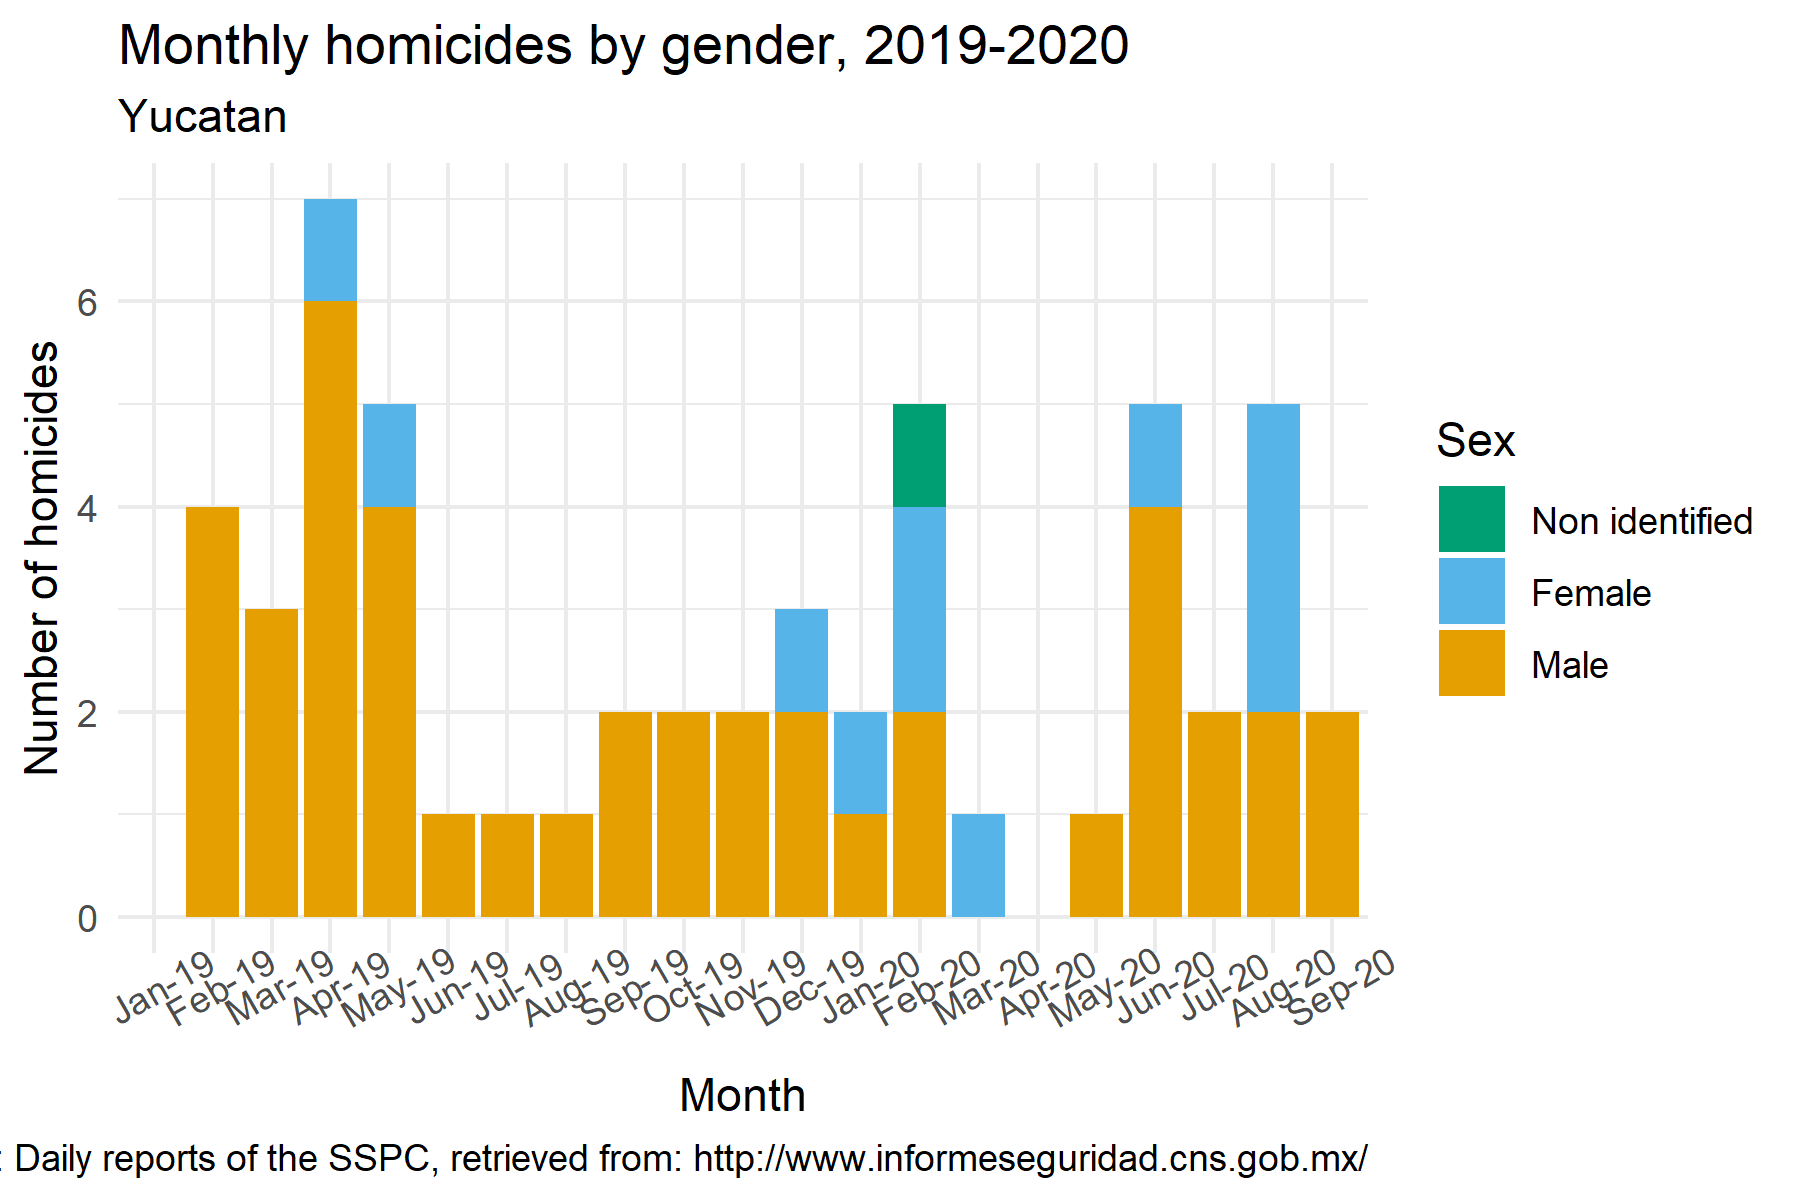 Monthly homicides by gender, 2019-2020
Yucatan
Number of homicides
6
4
2
0
Jan-19
Feb-19
Mar-19
Apr-19
May-19
Jun-19
Jul-19
Aug-19
Sep-19
Oct-19
Nov-19
Dec-19
Jan-20
Feb-20
Mar-20
Apr-20
May-20
Jun-20
Jul-20
Aug-20
Sep-20
Month
Sex
Non identified
Female
Male
: Daily reports of the SSPC, retrieved from: http://www.informeseguridad.cns.gob.mx/